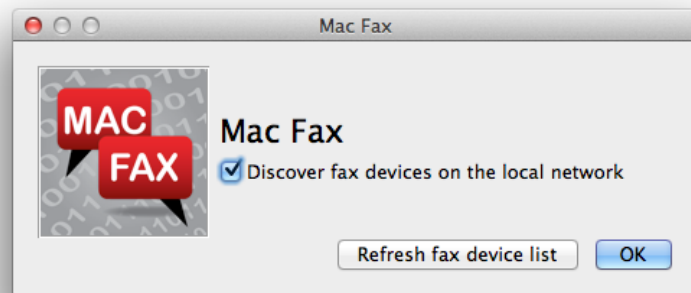 Mac Fax
MAC
FAX
Mac Fax
Discover fax devices on the local network
Refresh fax device list
OK